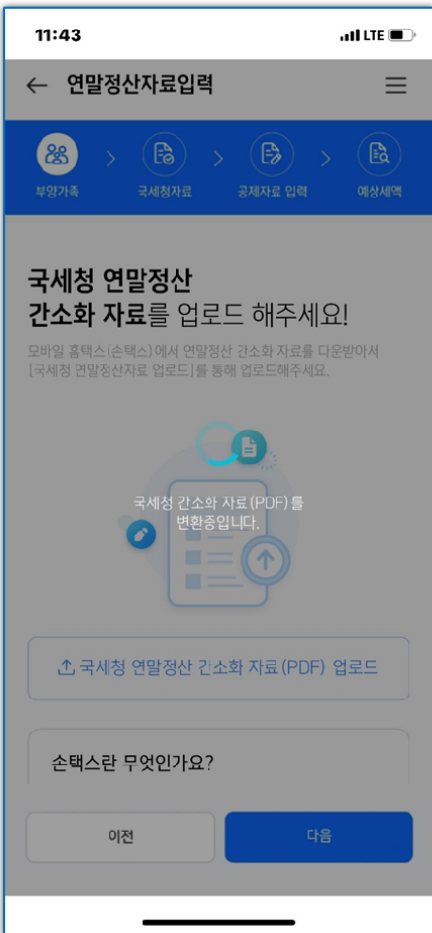 11:43
LTE
연말정산자료입력
부양가족
국세청자료
공제자료 입력
예상세액
국세청 연말정산
간소화 자료를 업로드 해주세요!
모바일 홈택스(손택스)에서 연말정산 간소화 자료를 다운받아서
[국세청 연말정산자료 업로드]를 통해 업로드해주세요.
국세청 간소화 자료(PDF)를
변환중입니다.
국세청 연말정산 간소화 자료(PDF) 업로드
손택스란 무엇인가요?
이전
다음